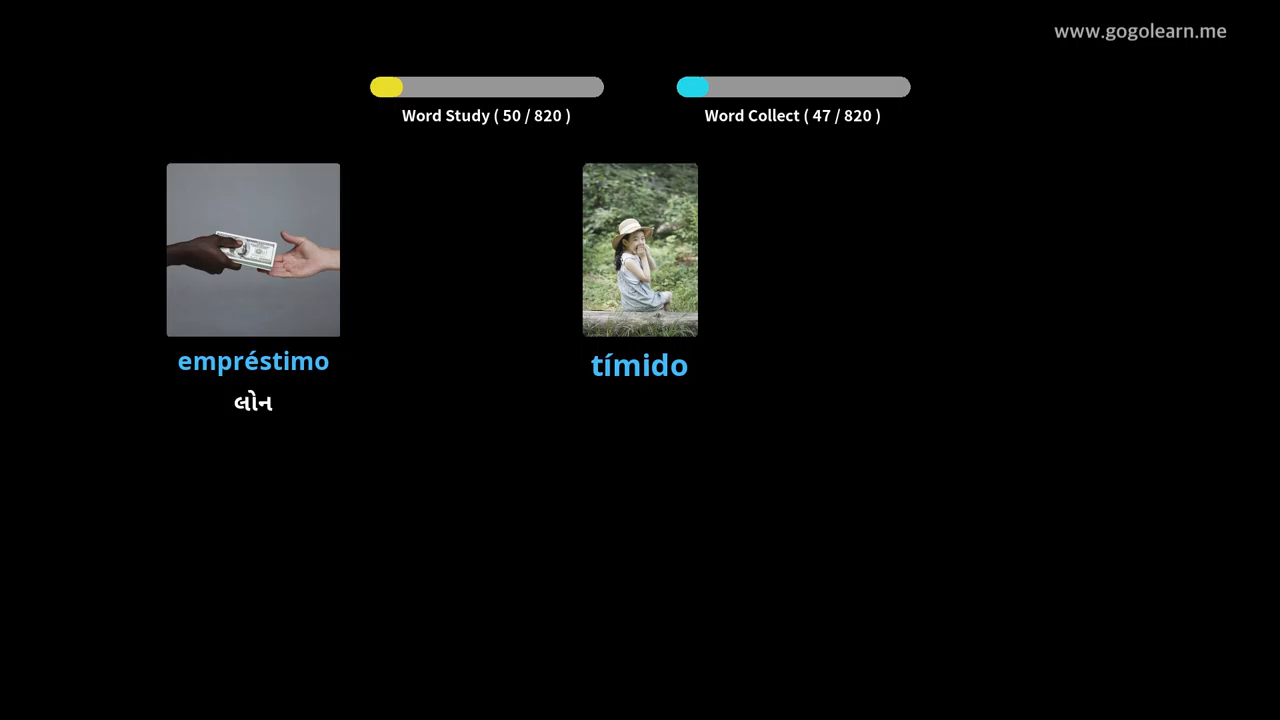 www.gogolearn.me
Word Study ( 50 / 820 )
Word Collect ( 47 / 820 )
empréstimo
tímido
લોન